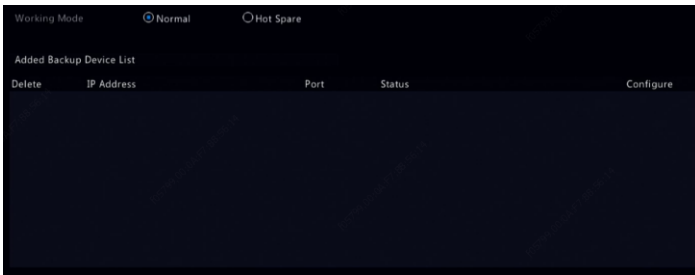 Working Mode Normal Hot Spare
Added Backup Device List
Delete IP Address Port Status Configure